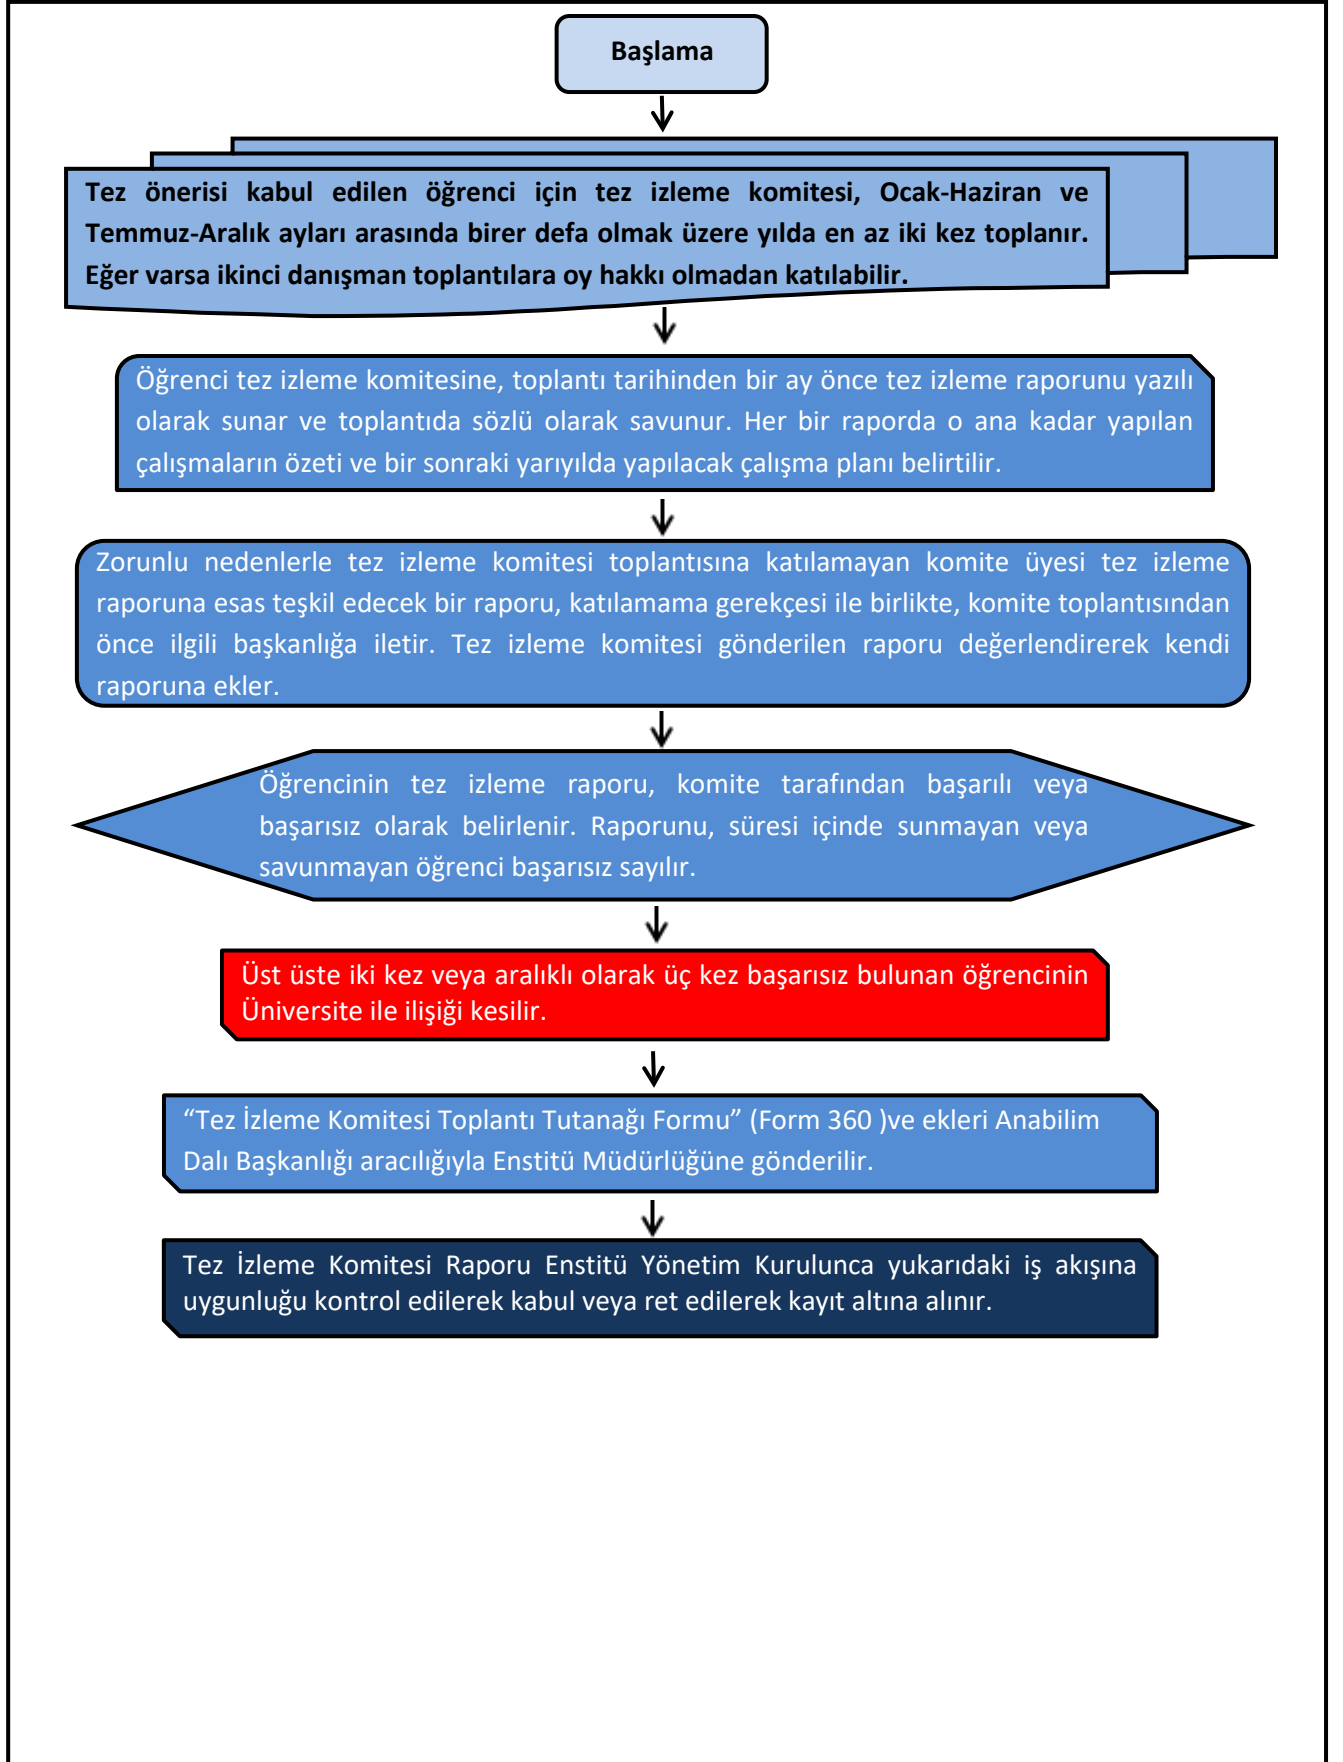 Başlama
Tez önerisi kabul edilen öğrenci için tez izleme komitesi, Ocak-Haziran ve
Temmuz-Aralık ayları arasında birer defa olmak üzere yılda en az iki kez toplanır.
Eğer varsa ikinci danışman toplantılara oy hakkı olmadan katılabilir.
Öğrenci tez izleme komitesine, toplantı tarihinden bir ay önce tez izleme raporunu yazılı
olarak sunar ve toplantıda sözlü olarak savunur. Her bir raporda o ana kadar yapılan
çalışmaların özeti ve bir sonraki yarıyılda yapılacak çalışma planı belirtilir.
Zorunlu nedenlerle tez izleme komitesi toplantısına katılamayan komite üyesi tez izleme
raporuna esas teşkil edecek bir raporu, katılamama gerekçesi ile birlikte, komite toplantısından
önce ilgili başkanlığa iletir. Tez izleme komitesi gönderilen raporu değerlendirerek kendi
raporuna ekler.
Öğrencinin tez izleme raporu, komite tarafından başarılı veya
başarısız olarak belirlenir. Raporunu, süresi içinde sunmayan veya
savunmayan öğrenci başarısız sayılır.
Üst üste iki kez veya aralıklı olarak üç kez başarısız bulunan öğrencinin
Üniversite ile ilişiği kesilir.
“Tez İzleme Komitesi Toplantı Tutanağı Formu” (Form 360 )ve ekleri Anabilim
Dalı Başkanlığı aracılığıyla Enstitü Müdürlüğüne gönderilir.
Tez İzleme Komitesi Raporu Enstitü Yönetim Kurulunca yukarıdaki iş akışına
uygunluğu kontrol edilerek kabul veya ret edilerek kayıt altına alınır.